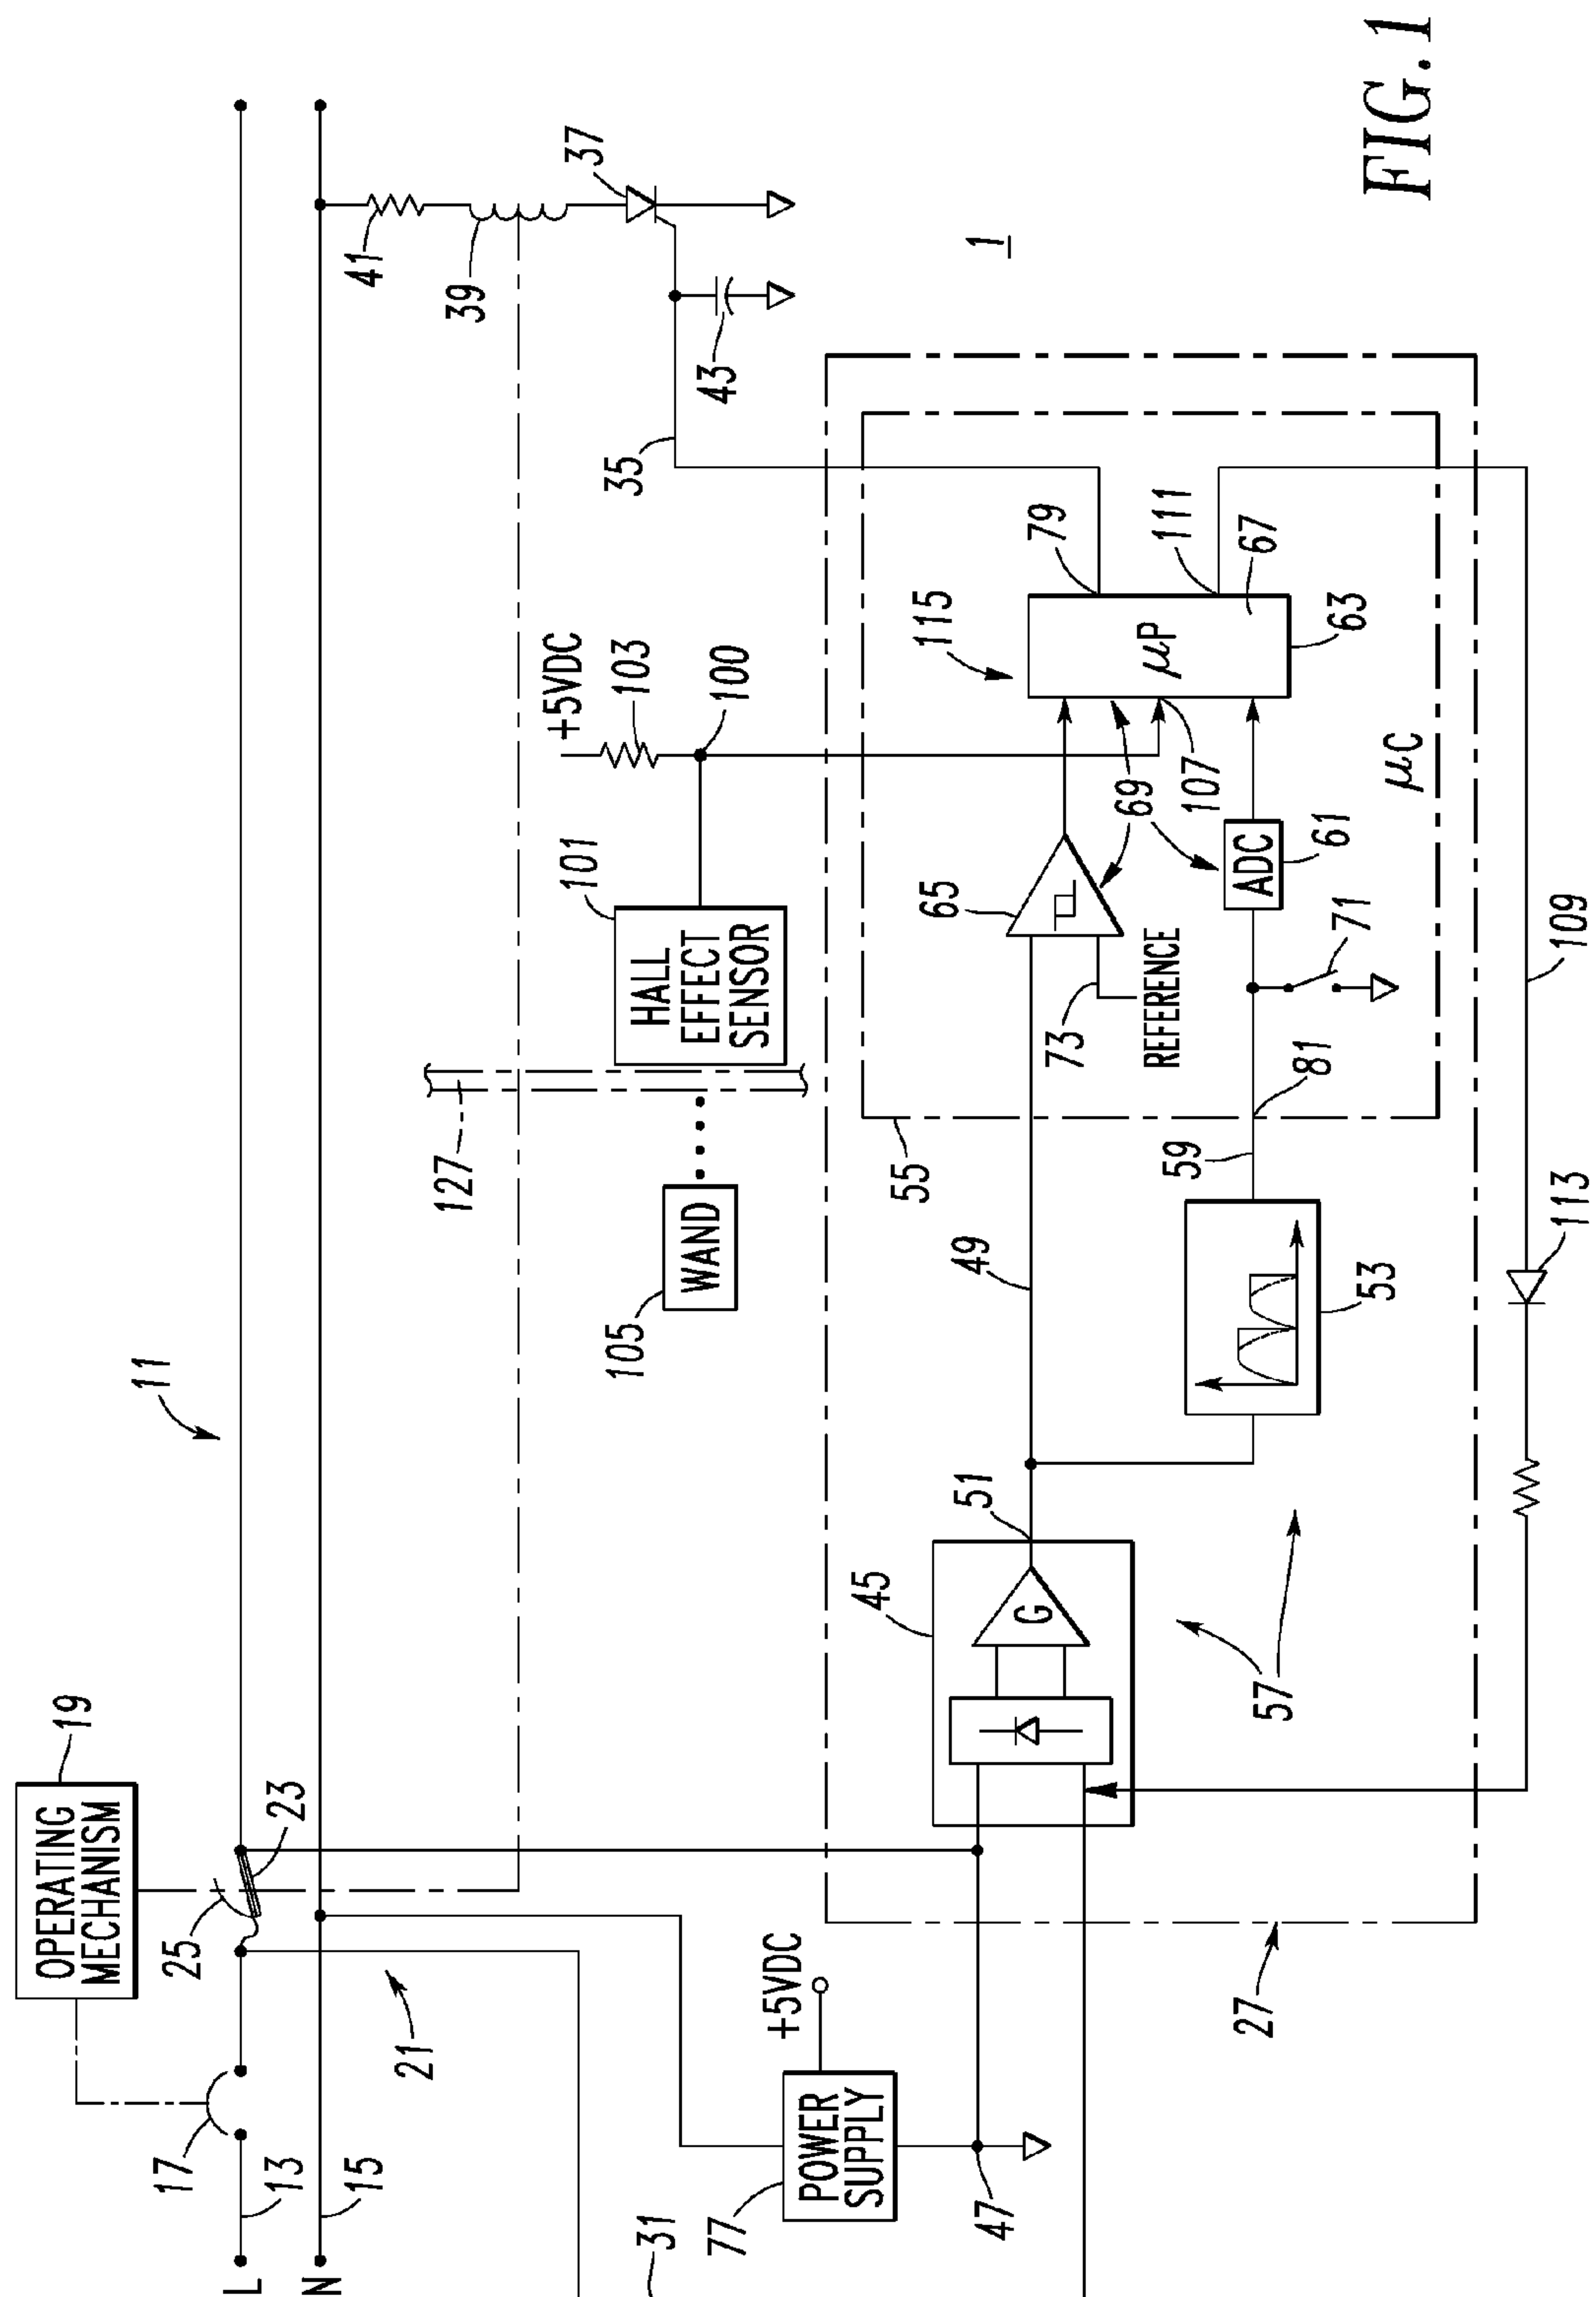 FIG. 1
1
11
L
N
13
15
17
OPERATING
MECHANISM
19
21
23
25
27
31
35
37
39
41
43
POWER
SUPPLY
77
+5VDC
47
45
G
51
49
57
53
59
55
81
WAND
105
127
HALL
EFFECT
SENSOR
101
+5VDC
103
100
65
73
REFERENCE
71
69
107
ADC
61
µC
115
µP
79
111
67
63
109
113